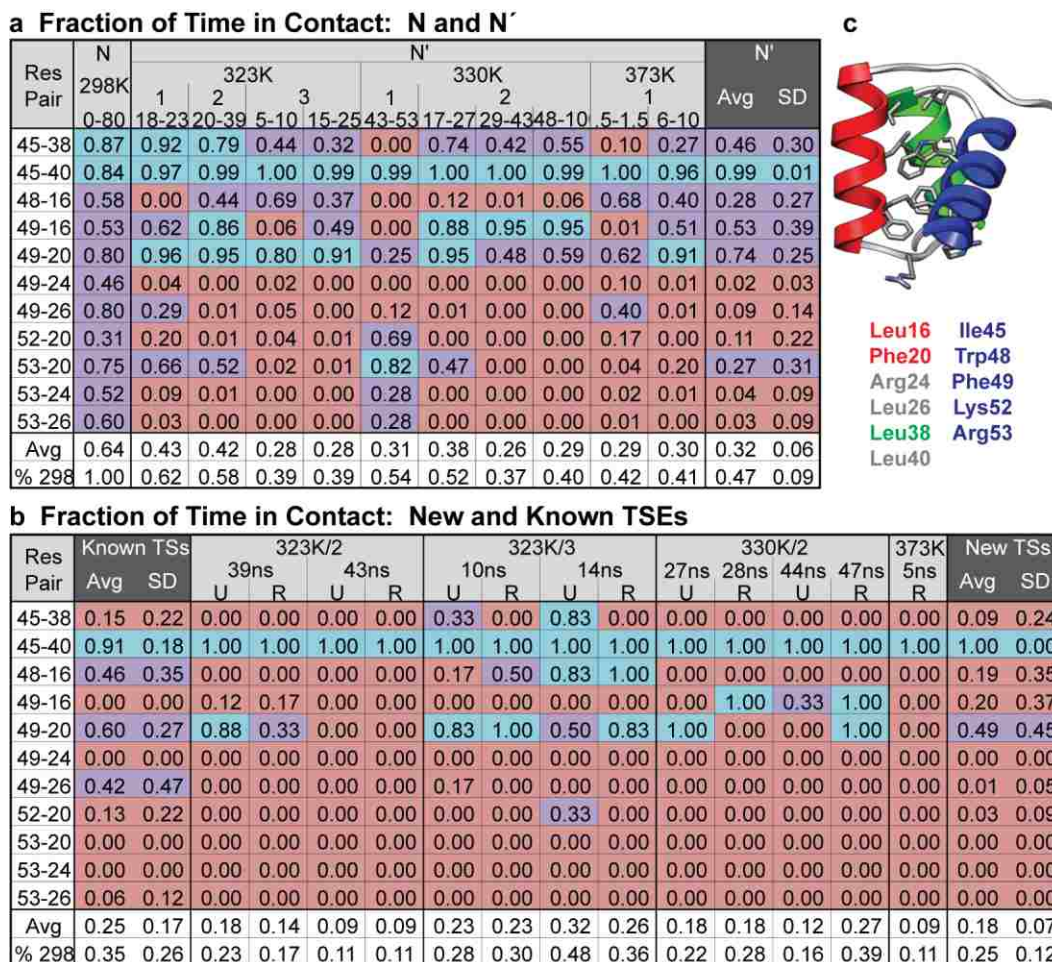 a Fraction of Time in Contact: N and N´
c
N N'
Res Pair 298K 323K 330K 373K N'
1 2 3 1 2 1 Avg SD
0-80 18-23 20-39 5-10 15-25 43-53 17-27 29-43 48-100 .5-1.5 6-10
45-38 0.87 0.92 0.79 0.44 0.32 0.00 0.74 0.42 0.55 0.10 0.27 0.46 0.30
45-40 0.84 0.97 0.99 1.00 0.99 0.99 1.00 1.00 0.99 1.00 0.96 0.99 0.01
48-16 0.58 0.00 0.44 0.69 0.37 0.00 0.12 0.01 0.06 0.68 0.40 0.28 0.27
49-16 0.53 0.62 0.86 0.06 0.49 0.00 0.88 0.95 0.95 0.01 0.51 0.53 0.39
49-20 0.80 0.96 0.95 0.80 0.91 0.25 0.95 0.48 0.59 0.62 0.91 0.74 0.25
49-24 0.46 0.04 0.00 0.02 0.00 0.00 0.00 0.00 0.00 0.10 0.01 0.02 0.03
49-26 0.80 0.29 0.01 0.05 0.00 0.12 0.01 0.00 0.00 0.40 0.01 0.09 0.14
52-20 0.31 0.20 0.01 0.04 0.01 0.69 0.00 0.00 0.00 0.17 0.00 0.11 0.22
53-20 0.75 0.66 0.52 0.02 0.01 0.82 0.47 0.00 0.00 0.04 0.20 0.27 0.31
53-24 0.52 0.09 0.01 0.00 0.00 0.28 0.00 0.00 0.00 0.02 0.01 0.04 0.09
53-26 0.60 0.03 0.00 0.00 0.00 0.28 0.00 0.00 0.00 0.01 0.00 0.03 0.09
Avg 0.64 0.43 0.42 0.28 0.28 0.31 0.38 0.26 0.29 0.29 0.30 0.32 0.06
% 298 1.00 0.62 0.58 0.39 0.39 0.54 0.52 0.37 0.40 0.42 0.41 0.47 0.09
Leu16 Ile45
Phe20 Trp48
Arg24 Phe49
Leu26 Lys52
Leu38 Arg53
Leu40
b Fraction of Time in Contact: New and Known TSEs
Res Pair Known TSs 323K/2 323K/3 330K/2 373K New TSs
Avg SD 39ns 43ns 10ns 14ns 27ns 28ns 44ns 47ns 5ns Avg SD
U R U R U R U R U R U R R
45-38 0.15 0.22 0.00 0.00 0.00 0.00 0.33 0.00 0.83 0.00 0.00 0.00 0.00 0.00 0.00 0.09 0.24
45-40 0.91 0.18 1.00 1.00 1.00 1.00 1.00 1.00 1.00 1.00 1.00 1.00 1.00 1.00 1.00 1.00 0.00
48-16 0.46 0.35 0.00 0.00 0.00 0.00 0.17 0.50 0.83 1.00 0.00 0.00 0.00 0.00 0.00 0.19 0.35
49-16 0.00 0.00 0.12 0.17 0.00 0.00 0.00 0.00 0.00 0.00 0.00 1.00 0.33 1.00 0.00 0.20 0.37
49-20 0.60 0.27 0.88 0.33 0.00 0.00 0.83 1.00 0.50 0.83 1.00 0.00 0.00 1.00 0.00 0.49 0.45
49-24 0.00 0.00 0.00 0.00 0.00 0.00 0.00 0.00 0.00 0.00 0.00 0.00 0.00 0.00 0.00 0.00 0.00
49-26 0.42 0.47 0.00 0.00 0.00 0.00 0.17 0.00 0.00 0.00 0.00 0.00 0.00 0.00 0.00 0.01 0.05
52-20 0.13 0.22 0.00 0.00 0.00 0.00 0.00 0.00 0.33 0.00 0.00 0.00 0.00 0.00 0.00 0.03 0.09
53-20 0.00 0.00 0.00 0.00 0.00 0.00 0.00 0.00 0.00 0.00 0.00 0.00 0.00 0.00 0.00 0.00 0.00
53-24 0.00 0.00 0.00 0.00 0.00 0.00 0.00 0.00 0.00 0.00 0.00 0.00 0.00 0.00 0.00 0.00 0.00
53-26 0.06 0.12 0.00 0.00 0.00 0.00 0.00 0.00 0.00 0.00 0.00 0.00 0.00 0.00 0.00 0.00 0.00
Avg 0.25 0.17 0.18 0.14 0.09 0.09 0.23 0.23 0.32 0.26 0.18 0.18 0.12 0.27 0.09 0.18 0.07
% 298 0.35 0.26 0.23 0.17 0.11 0.11 0.28 0.30 0.48 0.36 0.22 0.28 0.16 0.39 0.11 0.25 0.12